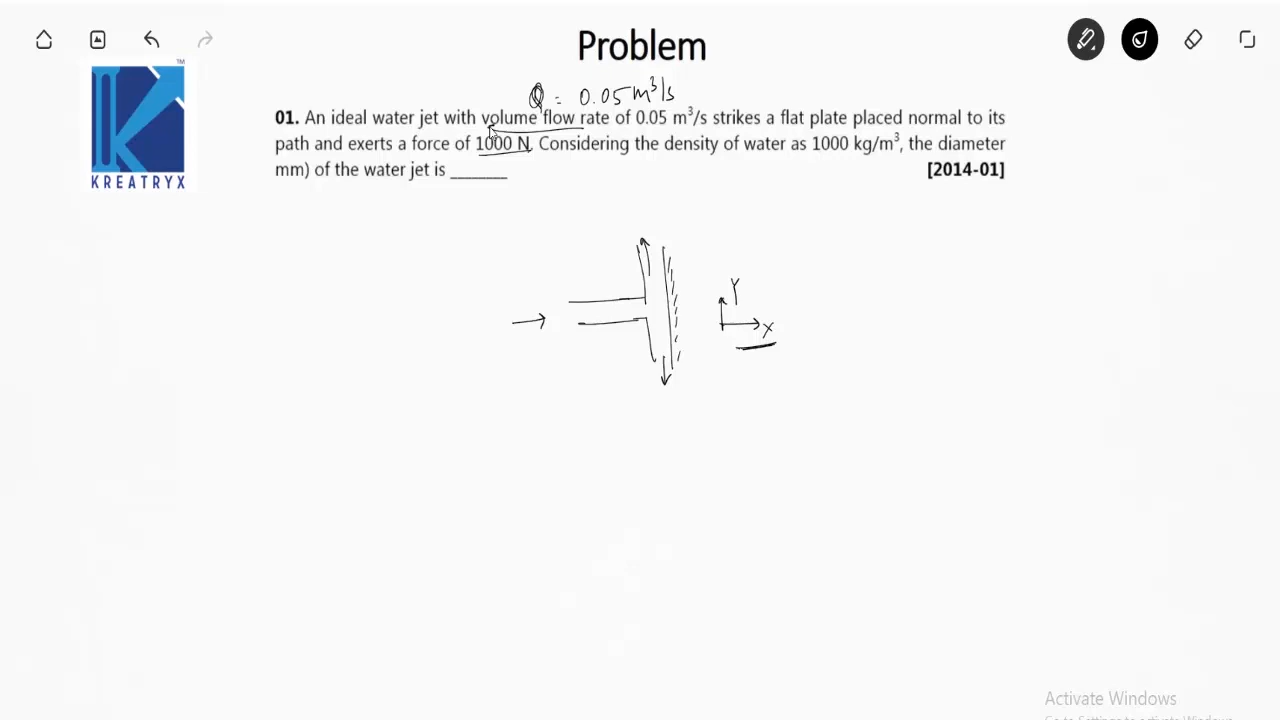 Problem
TM
Q = 0.05 m³/s
01. An ideal water jet with volume flow rate of 0.05 m³/s strikes a flat plate placed normal to its
path and exerts a force of 1000 N. Considering the density of water as 1000 kg/m³, the diameter
mm) of the water jet is ________ [2014-01]
KREATRYX
Y
X
Activate Windows